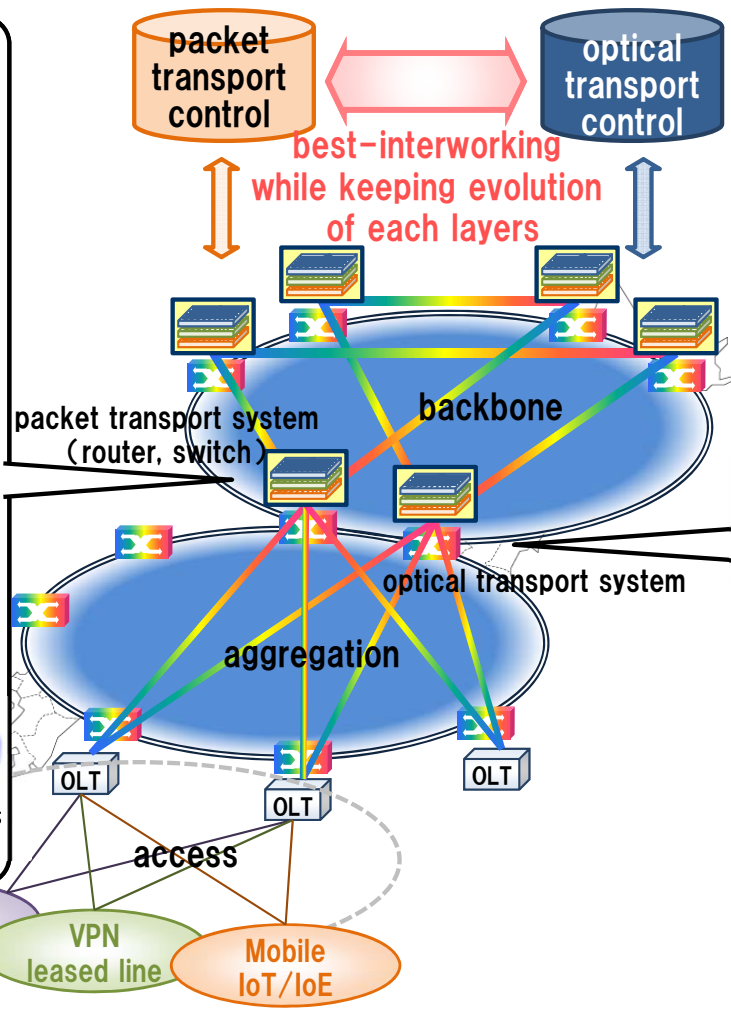 packet
transport
control
optical
transport
control
best-interworking
while keeping evolution
of each layers
backbone
packet transport system
(router, switch)
optical transport system
aggregation
OLT
OLT
OLT
access
s
VPN
leased line
Mobile
IoT/IoE